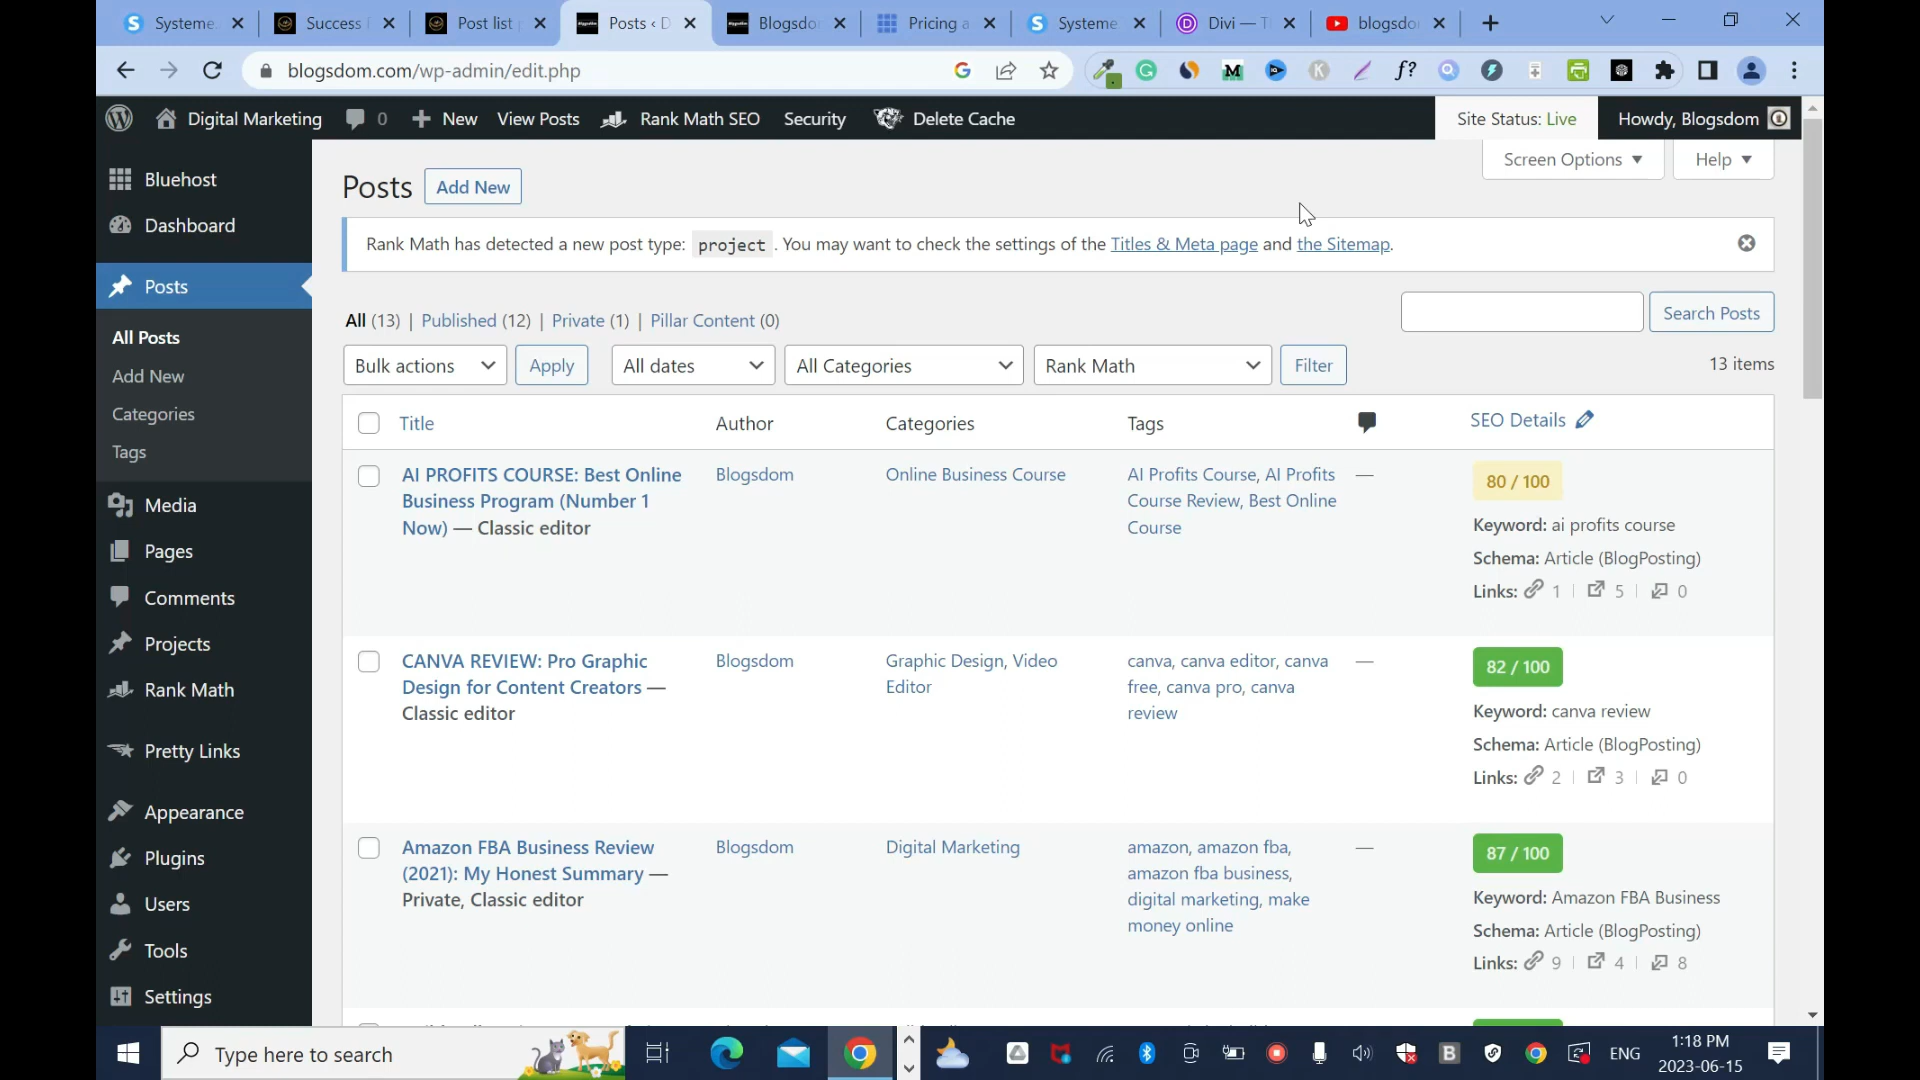 Systeme.
Success f
Post list
Posts ‹ D
Blogsdom
Pricing a
Systeme
Divi — T
blogsdo
blogsdom.com/wp-admin/edit.php
Digital Marketing 0 New View Posts Rank Math SEO Security Delete Cache Site Status: Live Howdy, Blogsdom
Screen Options Help
Bluehost
Dashboard
Posts
All Posts
Add New
Categories
Tags
Media
Pages
Comments
Projects
Rank Math
Pretty Links
Appearance
Plugins
Users
Tools
Settings
Posts Add New
Rank Math has detected a new post type: project . You may want to check the settings of the Titles & Meta page and the Sitemap.
All (13) | Published (12) | Private (1) | Pillar Content (0)
Search Posts
Bulk actions Apply All dates All Categories Rank Math Filter 13 items
Title Author Categories Tags SEO Details
AI PROFITS COURSE: Best Online
Business Program (Number 1
Now) — Classic editor
Blogsdom
Online Business Course
AI Profits Course, AI Profits
Course Review, Best Online
Course
—
80 / 100
Keyword: ai profits course
Schema: Article (BlogPosting)
Links: 1 | 5 | 0
CANVA REVIEW: Pro Graphic
Design for Content Creators —
Classic editor
Blogsdom
Graphic Design, Video
Editor
canva, canva editor, canva
free, canva pro, canva
review
—
82 / 100
Keyword: canva review
Schema: Article (BlogPosting)
Links: 2 | 3 | 0
Amazon FBA Business Review
(2021): My Honest Summary —
Private, Classic editor
Blogsdom
Digital Marketing
amazon, amazon fba,
amazon fba business,
digital marketing, make
money online
—
87 / 100
Keyword: Amazon FBA Business
Schema: Article (BlogPosting)
Links: 9 | 4 | 8
Type here to search
ENG
1:18 PM
2023-06-15